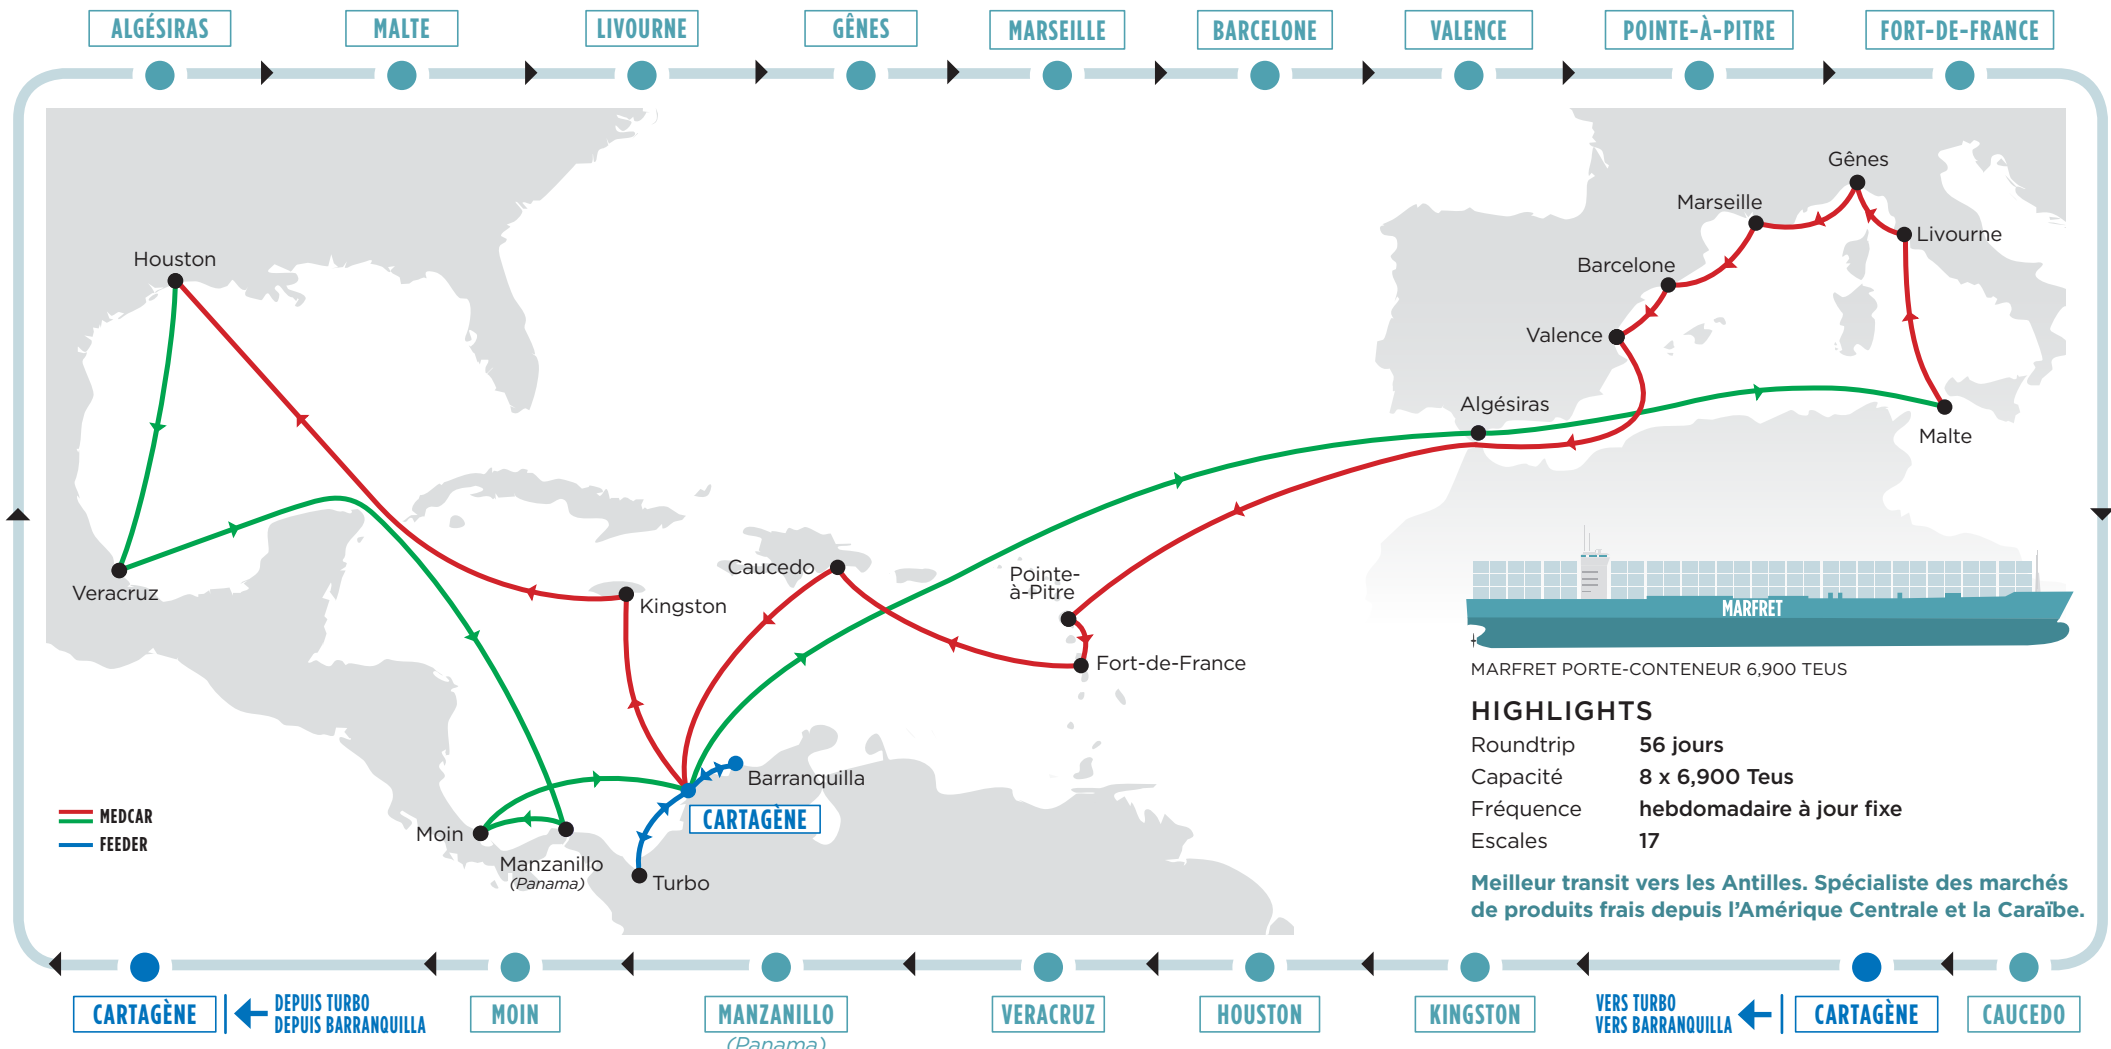 ALGÉSIRAS
MALTE
LIVOURNE
GÊNES
MARSEILLE
BARCELONE
VALENCE
POINTE-À-PITRE
FORT-DE-FRANCE
Gênes
Marseille
Livourne
Houston
Barcelone
Valence
Algésiras
Malte
Caucedo
Pointe-
à-Pitre
Veracruz
Kingston
MARFRET
Fort-de-France
MARFRET PORTE-CONTENEUR 6,900 TEUS
HIGHLIGHTS
Roundtrip 56 jours
Capacité 8 x 6,900 Teus
Fréquence hebdomadaire à jour fixe
Escales 17
Meilleur transit vers les Antilles. Spécialiste des marchés
de produits frais depuis l’Amérique Centrale et la Caraïbe.
Barranquilla
CARTAGÈNE
MEDCAR
FEEDER
Moin
Manzanillo
(Panama)
Turbo
CARTAGÈNE
DEPUIS TURBO
DEPUIS BARRANQUILLA
MOIN
MANZANILLO
(Panama)
VERACRUZ
HOUSTON
KINGSTON
VERS TURBO
VERS BARRANQUILLA
CARTAGÈNE
CAUCEDO